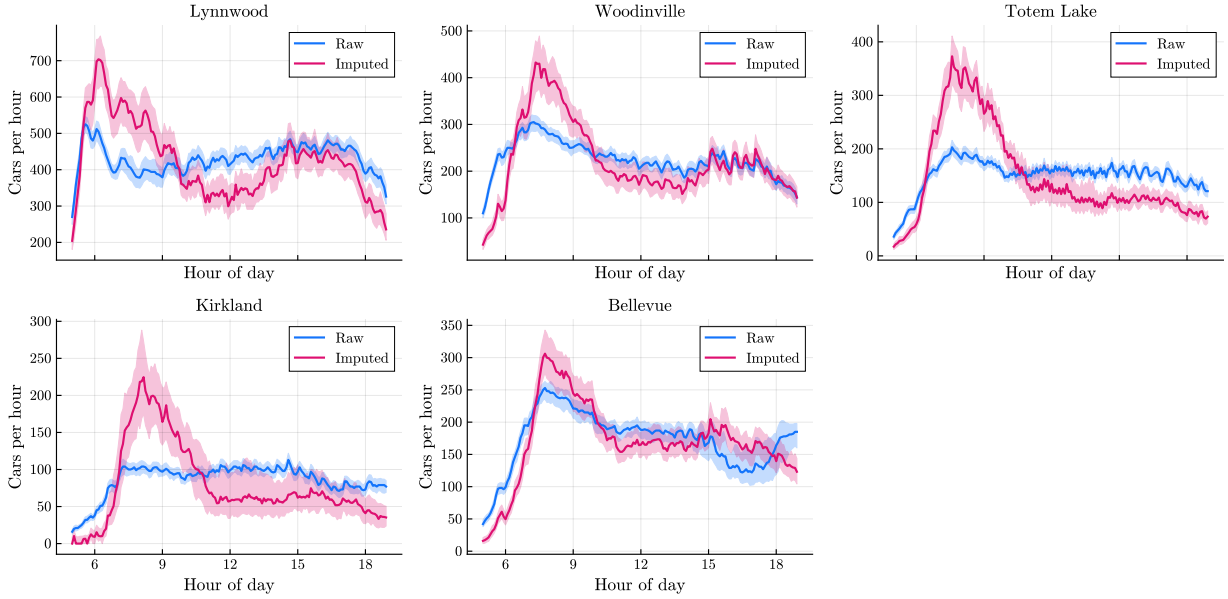 Lynnwood
Raw
Imputed
Cars per hour
700
600
500
400
300
200
Hour of day
Woodinville
Raw
Imputed
Cars per hour
500
400
300
200
100
Hour of day
Totem Lake
Raw
Imputed
Cars per hour
400
300
200
100
0
Hour of day
Kirkland
Raw
Imputed
Cars per hour
300
250
200
150
100
50
0
6 9 12 15 18
Hour of day
Bellevue
Raw
Imputed
Cars per hour
350
300
250
200
150
100
50
0
6 9 12 15 18
Hour of day